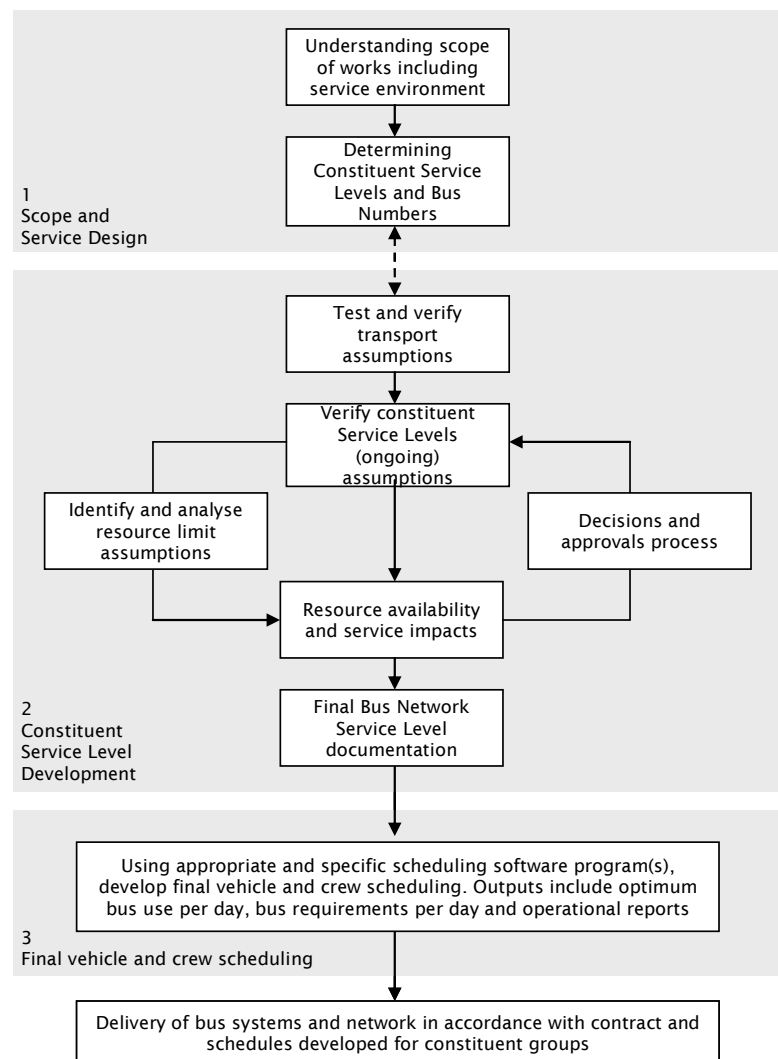 Understanding scope
of works including
service environment
Determining
Constituent Service
Levels and Bus
Numbers
1
Scope and
Service Design
Test and verify
transport
assumptions
Verify constituent
Service Levels
(ongoing)
assumptions
Identify and analyse
resource limit
assumptions
Decisions and
approvals process
Resource availability
and service impacts
Final Bus Network
Service Level
documentation
2
Constituent
Service Level
Development
Using appropriate and specific scheduling software program(s),
develop final vehicle and crew scheduling. Outputs include optimum
bus use per day, bus requirements per day and operational reports
3
Final vehicle and crew scheduling
Delivery of bus systems and network in accordance with contract and
schedules developed for constituent groups